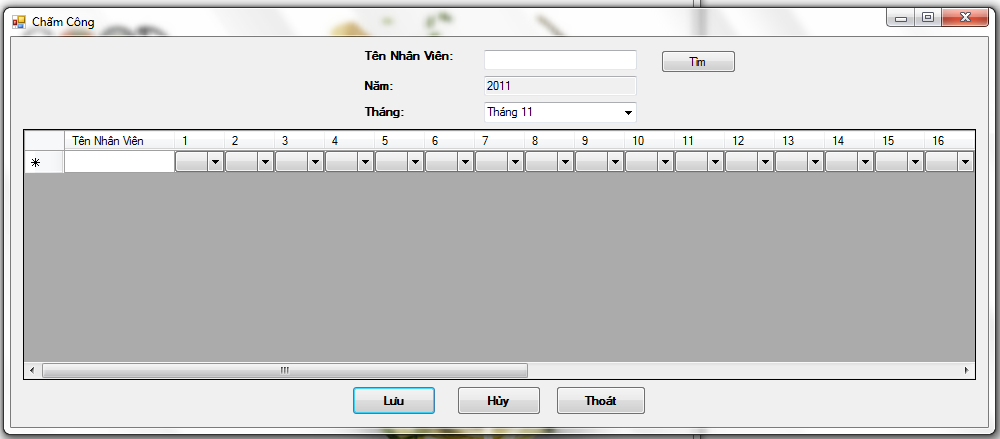 Chấm Công
Tên Nhân Viên:
Tìm
Năm: 2011
Tháng: Tháng 11
Tên Nhân Viên 1 2 3 4 5 6 7 8 9 10 11 12 13 14 15 16
Lưu Hủy Thoát